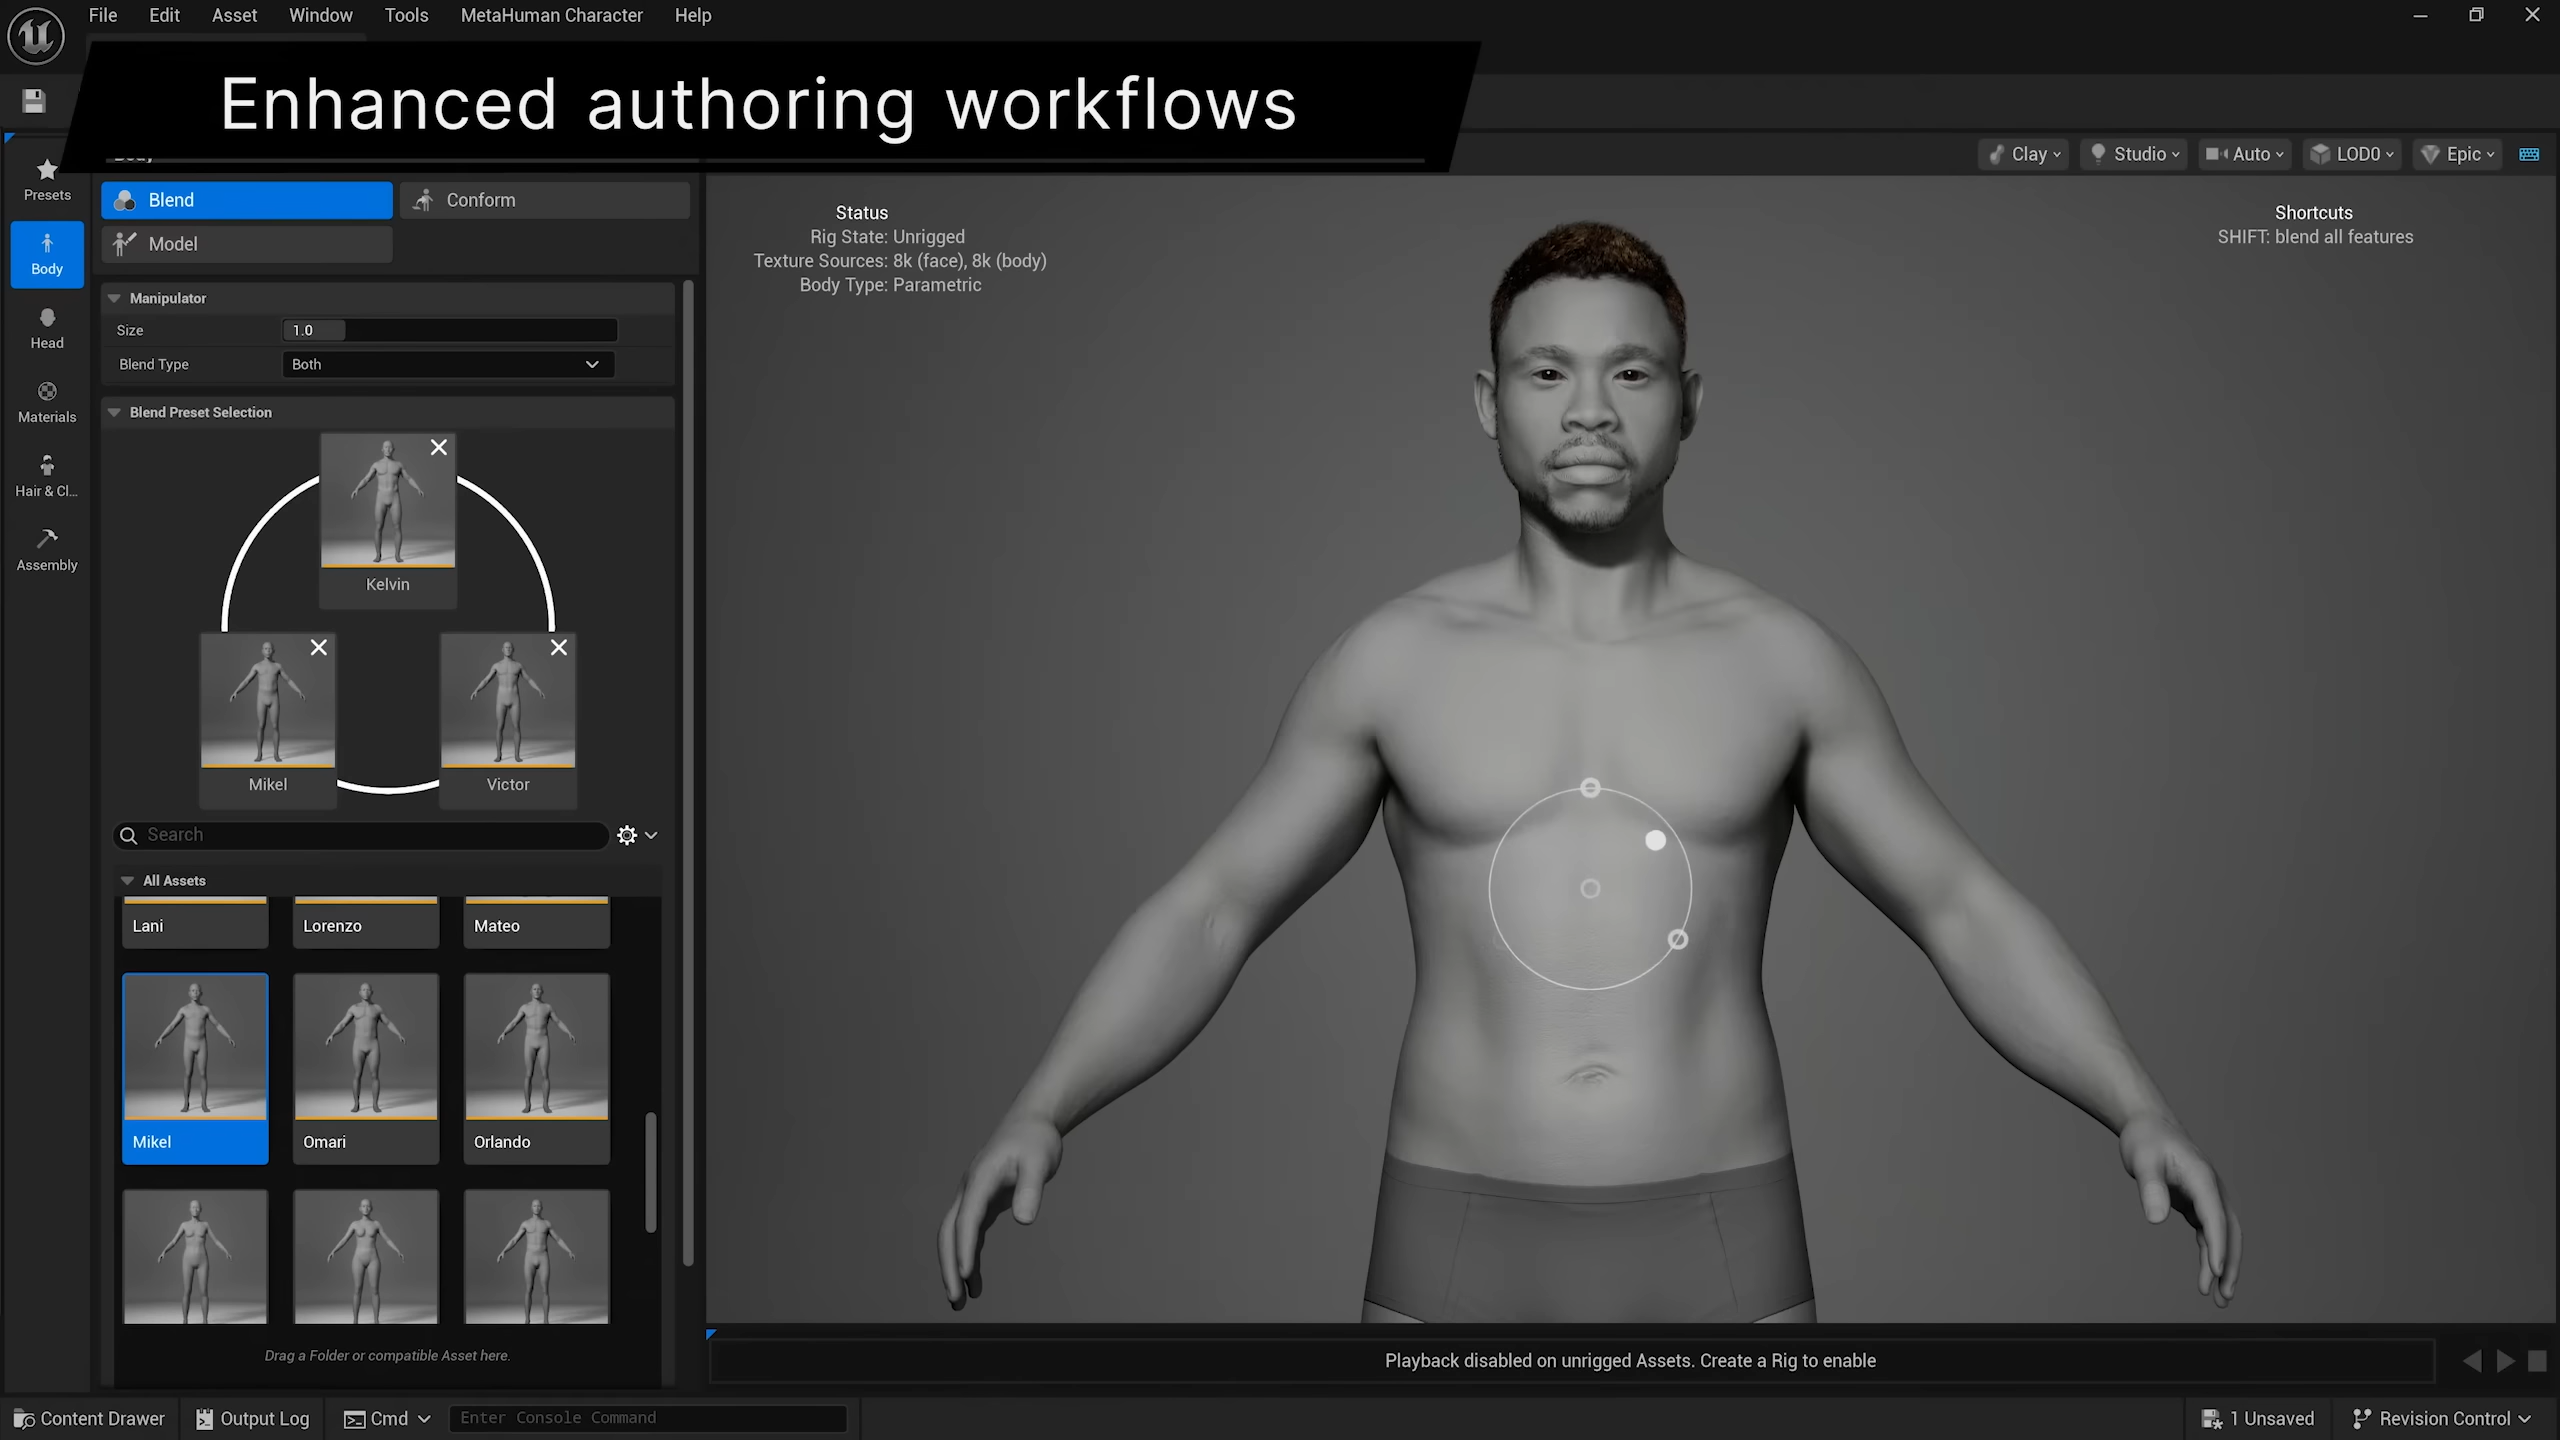 File Edit Asset Window Tools MetaHuman Character Help
Enhanced authoring workflows
Clay Studio Auto LOD0 Epic
Presets
Body
Head
Materials
Hair & Cl...
Assembly
Body
Blend
Conform
Model
Manipulator
Size 1.0
Blend Type Both
Blend Preset Selection
Kelvin
Mikel
Victor
Search
All Assets
Lani Lorenzo Mateo
Mikel Omari Orlando
Drag a Folder or compatible Asset here.
Status
Rig State: Unrigged
Texture Sources: 8k (face), 8k (body)
Body Type: Parametric
Shortcuts
SHIFT: blend all features
Playback disabled on unrigged Assets. Create a Rig to enable
Content Drawer Output Log Cmd Enter Console Command 1 Unsaved Revision Control